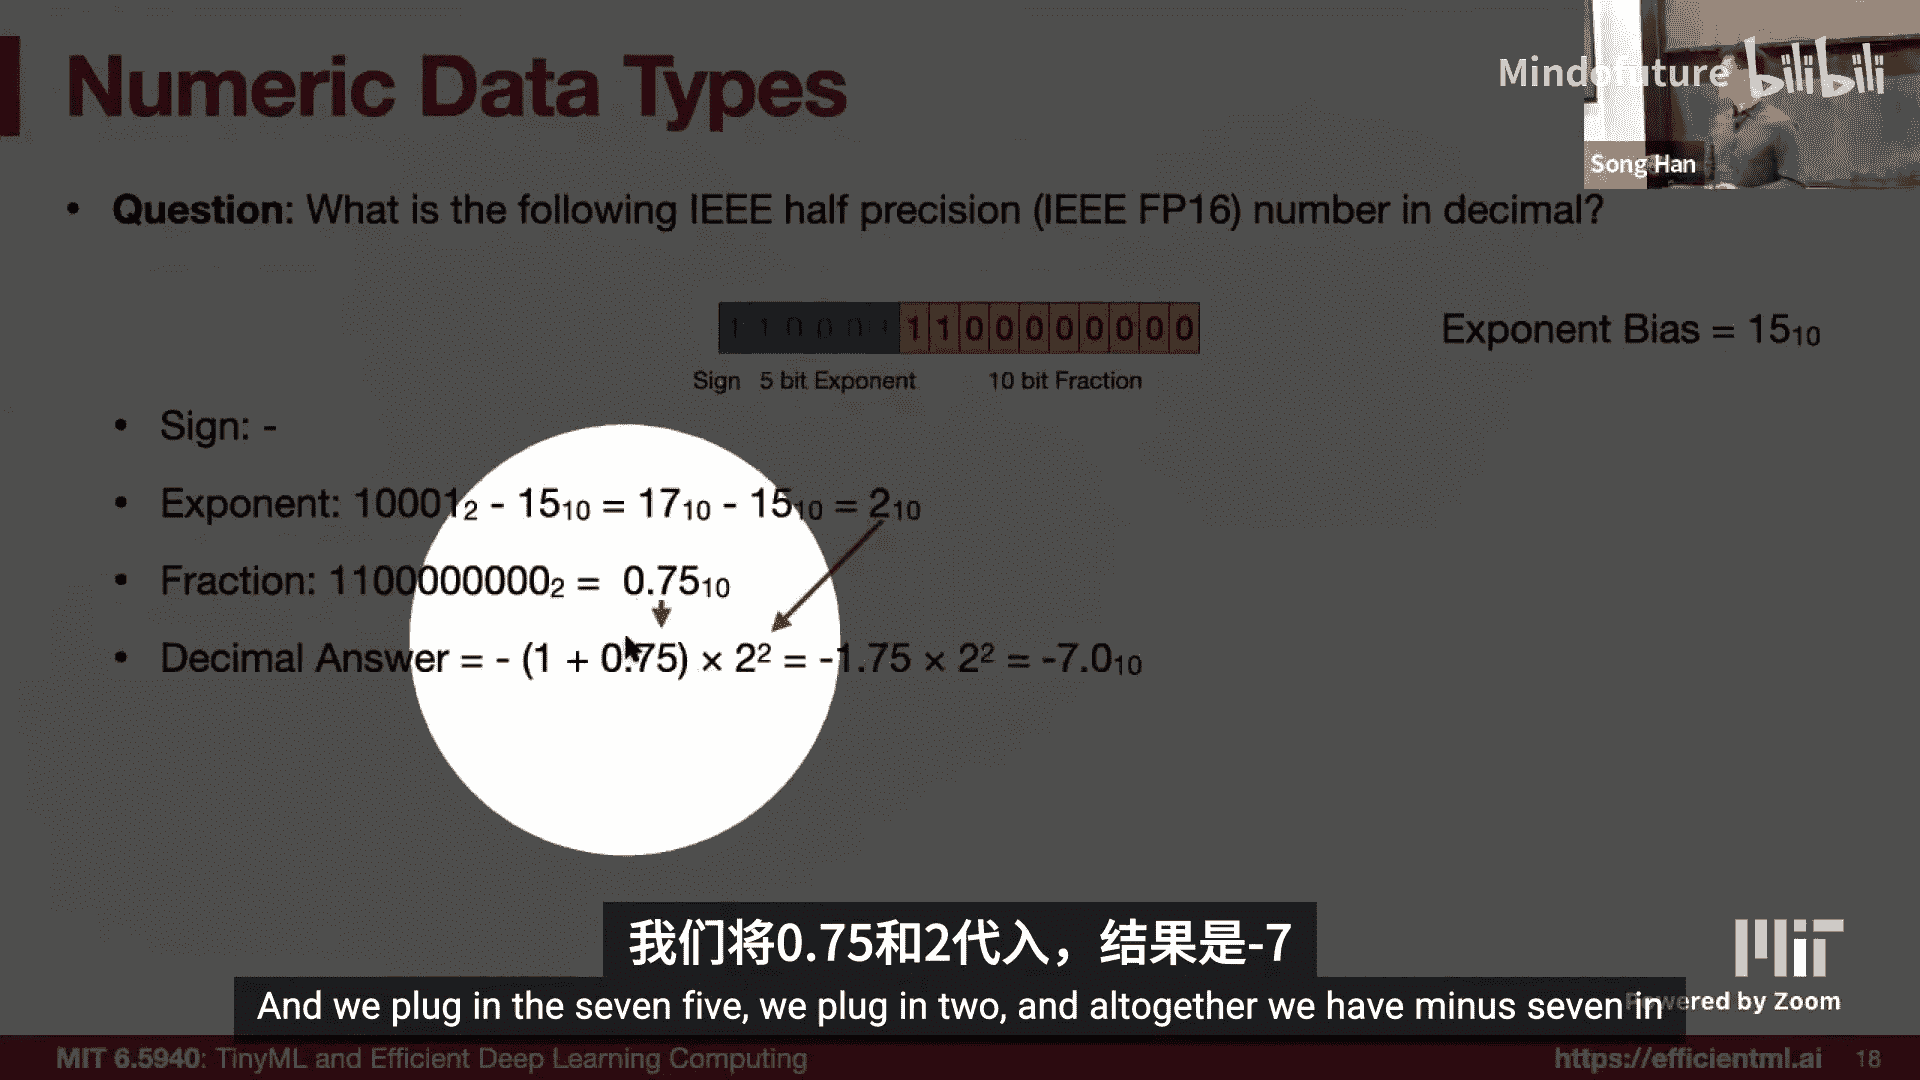 Numeric Data Types
Mindofuture bilibili
Song Han
• Question: What is the following IEEE half precision (IEEE FP16) number in decimal?
1 1 0 0 0 1 1 1 0 0 0 0 0 0 0 0
Exponent Bias = 15₁₀
Sign 5 bit Exponent 10 bit Fraction
• Sign: -
• Exponent: 10001₂ - 15₁₀ = 17₁₀ - 15₁₀ = 2₁₀
• Fraction: 1100000000₂ = 0.75₁₀
• Decimal Answer = - (1 + 0.75) × 2² = -1.75 × 2² = -7.0₁₀
我们将0.75和2代入，结果是-7
And we plug in the seven five, we plug in two, and altogether we have minus seven in
MIT
Powered by Zoom
MIT 6.5940: TinyML and Efficient Deep Learning Computing
https://efficientml.ai 18